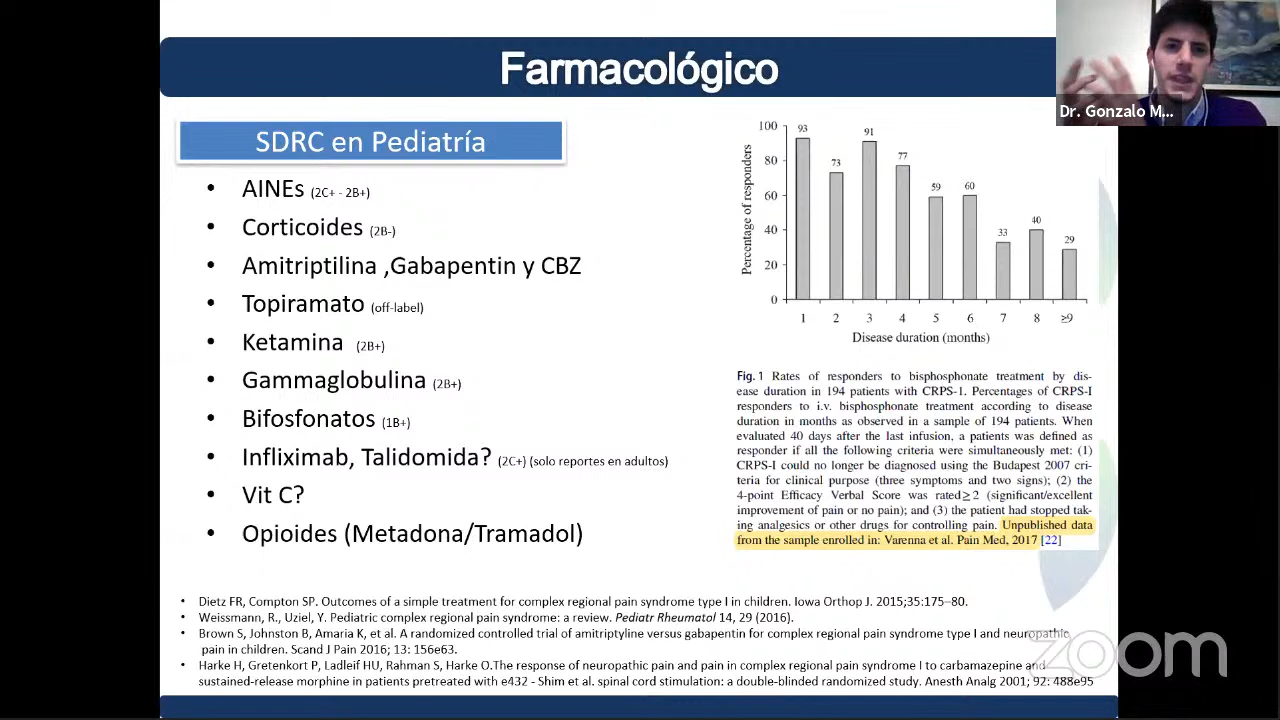 Farmacológico
Dr. Gonzalo M...
SDRC en Pediatría
• AINEs (2C+ - 2B+)
• Corticoides (2B-)
• Amitriptilina ,Gabapentin y CBZ
• Topiramato (off-label)
• Ketamina (2B+)
• Gammaglobulina (2B+)
• Bifosfonatos (1B+)
• Infliximab, Talidomida? (2C+) (solo reportes en adultos)
• Vit C?
• Opioides (Metadona/Tramadol)
Percentage of responders
100
80
60
40
20
0
93
73
91
77
59
60
33
40
29
1 2 3 4 5 6 7 8 ≥9
Disease duration (months)
Fig. 1 Rates of responders to bisphosphonate treatment by dis-
ease duration in 194 patients with CRPS-1. Percentages of CRPS-I
responders to i.v. bisphosphonate treatment according to disease
duration in months as observed in a sample of 194 patients. When
evaluated 40 days after the last infusion, a patients was defined as
responder if all the following criteria were simultaneously met: (1)
CRPS-I could no longer be diagnosed using the Budapest 2007 cri-
teria for clinical purpose (three symptoms and two signs); (2) the
4-point Efficacy Verbal Score was rated ≥ 2 (significant/excellent
improvement of pain or no pain); and (3) the patient had stopped tak-
ing analgesics or other drugs for controlling pain. Unpublished data
from the sample enrolled in: Varenna et al. Pain Med, 2017 [22]
• Dietz FR, Compton SP. Outcomes of a simple treatment for complex regional pain syndrome type I in children. Iowa Orthop J. 2015;35:175–80.
• Weissmann, R., Uziel, Y. Pediatric complex regional pain syndrome: a review. Pediatr Rheumatol 14, 29 (2016).
• Brown S, Johnston B, Amaria K, et al. A randomized controlled trial of amitriptyline versus gabapentin for complex regional pain syndrome type I and neuropathic
pain in children. Scand J Pain 2016; 13: 156e63.
• Harke H, Gretenkort P, Ladleif HU, Rahman S, Harke O.The response of neuropathic pain and pain in complex regional pain syndrome I to carbamazepine and
sustained-release morphine in patients pretreated with e432 - Shim et al. spinal cord stimulation: a double-blinded randomized study. Anesth Analg 2001; 92: 488e95
zoom